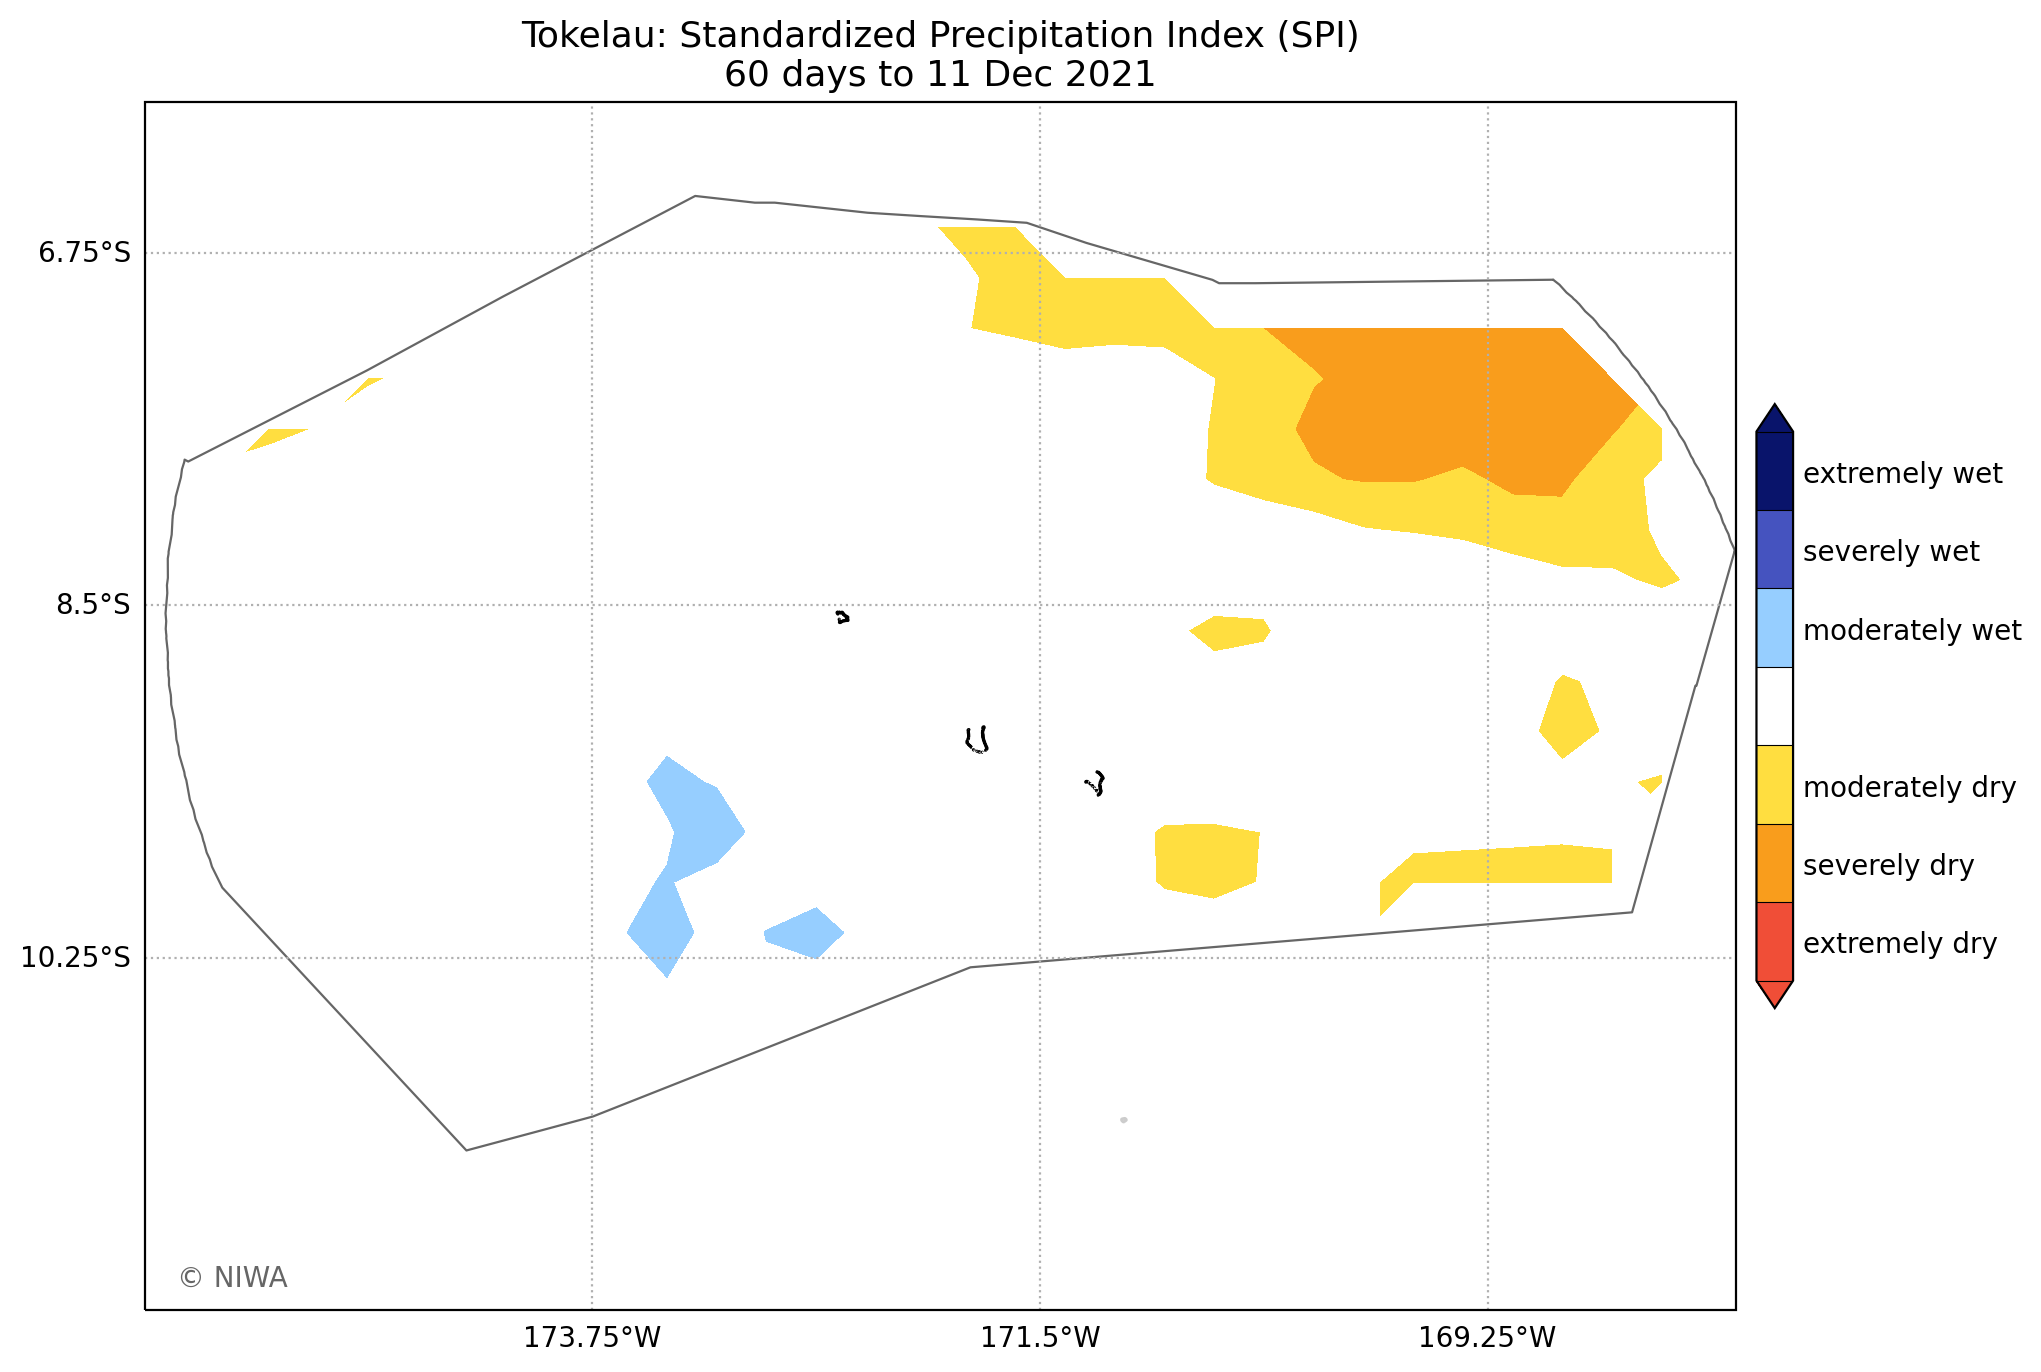 Tokelau: Standardized Precipitation Index (SPI)
60 days to 11 Dec 2021
6.75°S
8.5°S
10.25°S
173.75°W
171.5°W
169.25°W
extremely wet
severely wet
moderately wet
moderately dry
severely dry
extremely dry
© NIWA